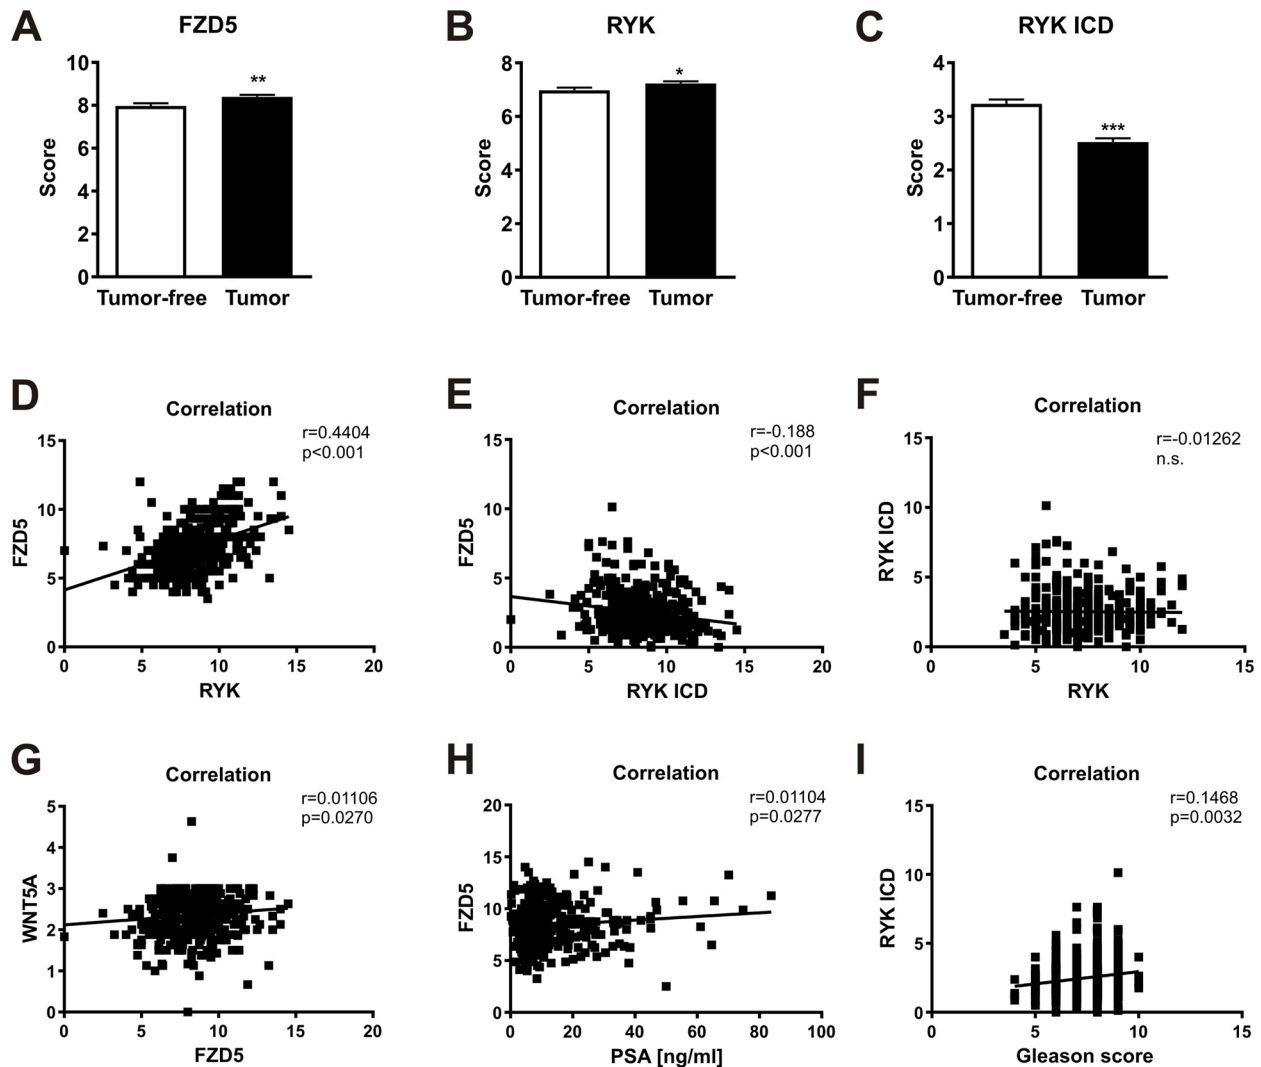 A
FZD5
Score
10
8
6
4
2
0
**
Tumor-free
Tumor
B
RYK
Score
8
6
4
2
0
*
Tumor-free
Tumor
C
RYK ICD
Score
4
3
2
1
0
***
Tumor-free
Tumor
D
Correlation
r=0.4404
p<0.001
FZD5
15
10
5
0
0 5 10 15 20
RYK
E
Correlation
r=-0.188
p<0.001
FZD5
15
10
5
0
0 5 10 15 20
RYK ICD
F
Correlation
r=-0.01262
n.s.
RYK ICD
15
10
5
0
0 5 10 15
RYK
G
Correlation
r=0.01106
p=0.0270
WNT5A
5
4
3
2
1
0
0 5 10 15 20
FZD5
H
Correlation
r=0.01104
p=0.0277
FZD5
20
15
10
5
0
0 20 40 60 80 100
PSA [ng/ml]
I
Correlation
r=0.1468
p=0.0032
RYK ICD
15
10
5
0
0 5 10 15
Gleason score